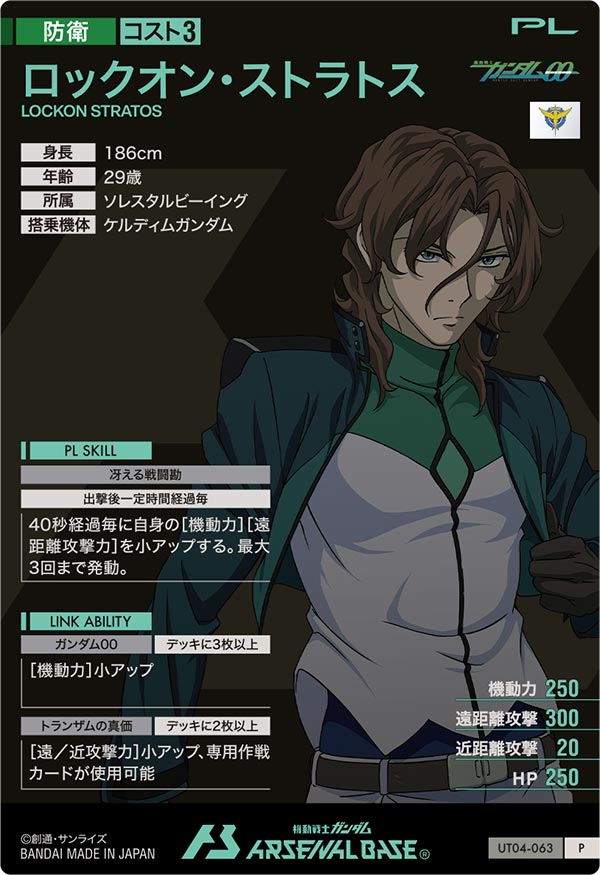 防衛 コスト3 PL
ロックオン・ストラトス
機動戦士ガンダム00
LOCKON STRATOS
身長 186cm
年齢 29歳
所属 ソレスタルビーイング
搭乗機体 ケルディムガンダム
PL SKILL
冴える戦闘勘
出撃後一定時間経過毎
40秒経過毎に自身の[機動力][遠
距離攻撃力]を小アップする。最大
3回まで発動。
LINK ABILITY
ガンダム00 デッキに3枚以上
[機動力]小アップ
トランザムの真価 デッキに2枚以上
[遠/近攻撃力]小アップ、専用作戦
カードが使用可能
機動力 250
遠距離攻撃 300
近距離攻撃 20
HP 250
©創通・サンライズ
BANDAI MADE IN JAPAN
機動戦士ガンダム
ARSENAL BASE®
UT04-063 P